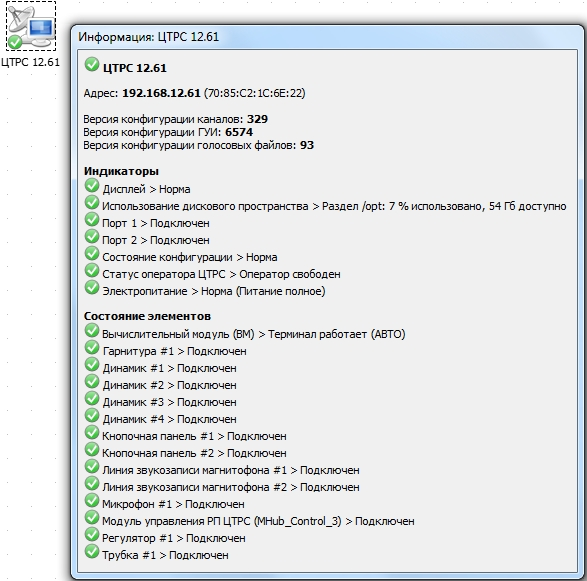 ЦТРС 12.61
Информация: ЦТРС 12.61
ЦТРС 12.61
Адрес: 192.168.12.61 (70:85:C2:1C:6E:22)
Версия конфигурации каналов: 329
Версия конфигурации ГУИ: 6574
Версия конфигурации голосовых файлов: 93
Индикаторы
Дисплей > Норма
Использование дискового пространства > Раздел /opt: 7 % использовано, 54 Гб доступно
Порт 1 > Подключен
Порт 2 > Подключен
Состояние конфигурации > Норма
Статус оператора ЦТРС > Оператор свободен
Электропитание > Норма (Питание полное)
Состояние элементов
Вычислительный модуль (ВМ) > Терминал работает (АВТО)
Гарнитура #1 > Подключен
Динамик #1 > Подключен
Динамик #2 > Подключен
Динамик #3 > Подключен
Динамик #4 > Подключен
Кнопочная панель #1 > Подключен
Кнопочная панель #2 > Подключен
Линия звукозаписи магнитофона #1 > Подключен
Линия звукозаписи магнитофона #2 > Подключен
Микрофон #1 > Подключен
Модуль управления РП ЦТРС (MHub_Control_3) > Подключен
Регулятор #1 > Подключен
Трубка #1 > Подключен